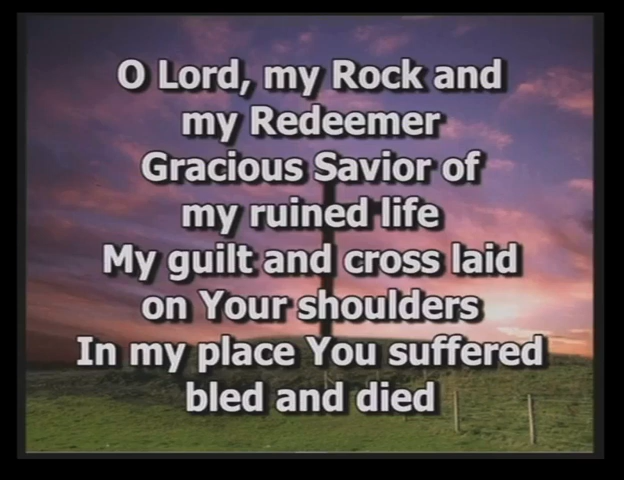 O Lord, my Rock and
my Redeemer
Gracious Savior of
my ruined life
My guilt and cross laid
on Your shoulders
In my place You suffered
bled and died